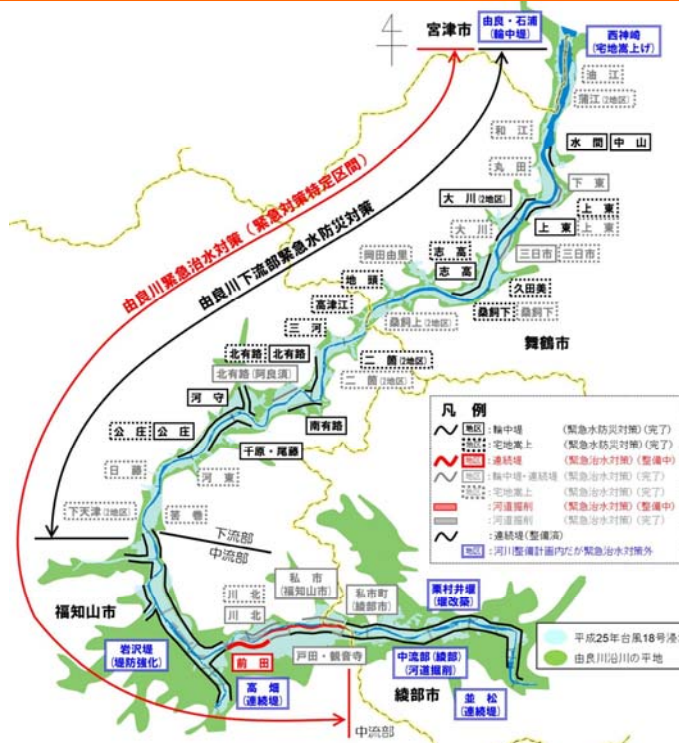 宮津市
由良・石浦
(輪中堤)
西神崎
(宅地嵩上げ)
油 江
蒲江(2地区)
和 江
水 間
中 山
丸 田
下 東
大 川(2地区)
大 川
上 東
上 東
上 東
志 高
志 高
三日市
三日市
岡田由里
地 頭
久田美
高津江
桑飼上(2地区)
桑飼下
桑飼下
舞鶴市
三 河
二 箇(2地区)
二 箇(2地区)
北有路
北有路
北有路(阿良須)
南有路
河 守
千原・尾藤
公 庄
公 庄
河 東
日 藤
下天津(2地区)
筈 巻
下流部
中流部
由良川緊急治水対策(緊急対策特定区間)
由良川下流部緊急水防災対策
凡 例
地区:輪中堤 (緊急水防災対策)(完了)
地区:宅地嵩上 (緊急水防災対策)(完了)
地区:連続堤 (緊急治水対策)(整備中)
地区:輪中堤・連続堤 (緊急治水対策)(完了)
地区:宅地嵩上 (緊急治水対策)(完了)
:河道掘削 (緊急治水対策)(整備中)
:河道掘削 (緊急治水対策)(完了)
:連続堤(整備済)
地区:河川整備計画内だが緊急治水対策外
平成25年台風18号浸
由良川沿川の平地
福知山市
川 北
川 北
私 市
(福知山市)
私市町
(綾部市)
栗村井堰
(堰改築)
岩沢堤
(堤防強化)
前 田
戸田・観音寺
高 畑
(連続堤)
中流部(綾部)
(河道掘削)
綾部市
並 松
(連続堤)
中流部